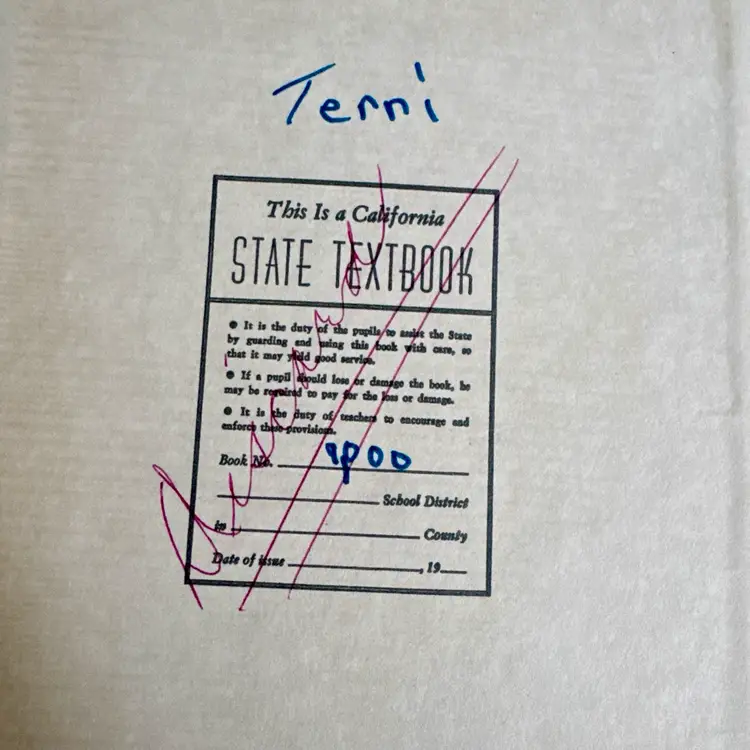 Terri
This Is a California
STATE TEXTBOOK
● It is the duty of the pupils to assist the State
by guarding and using this book with care, so
that it may yield good service.
● If a pupil should lose or damage the book, he
may be required to pay for the loss or damage.
● It is the duty of teachers to encourage and
enforce these provisions.
Book No.
School District
in County
Date of issue , 19